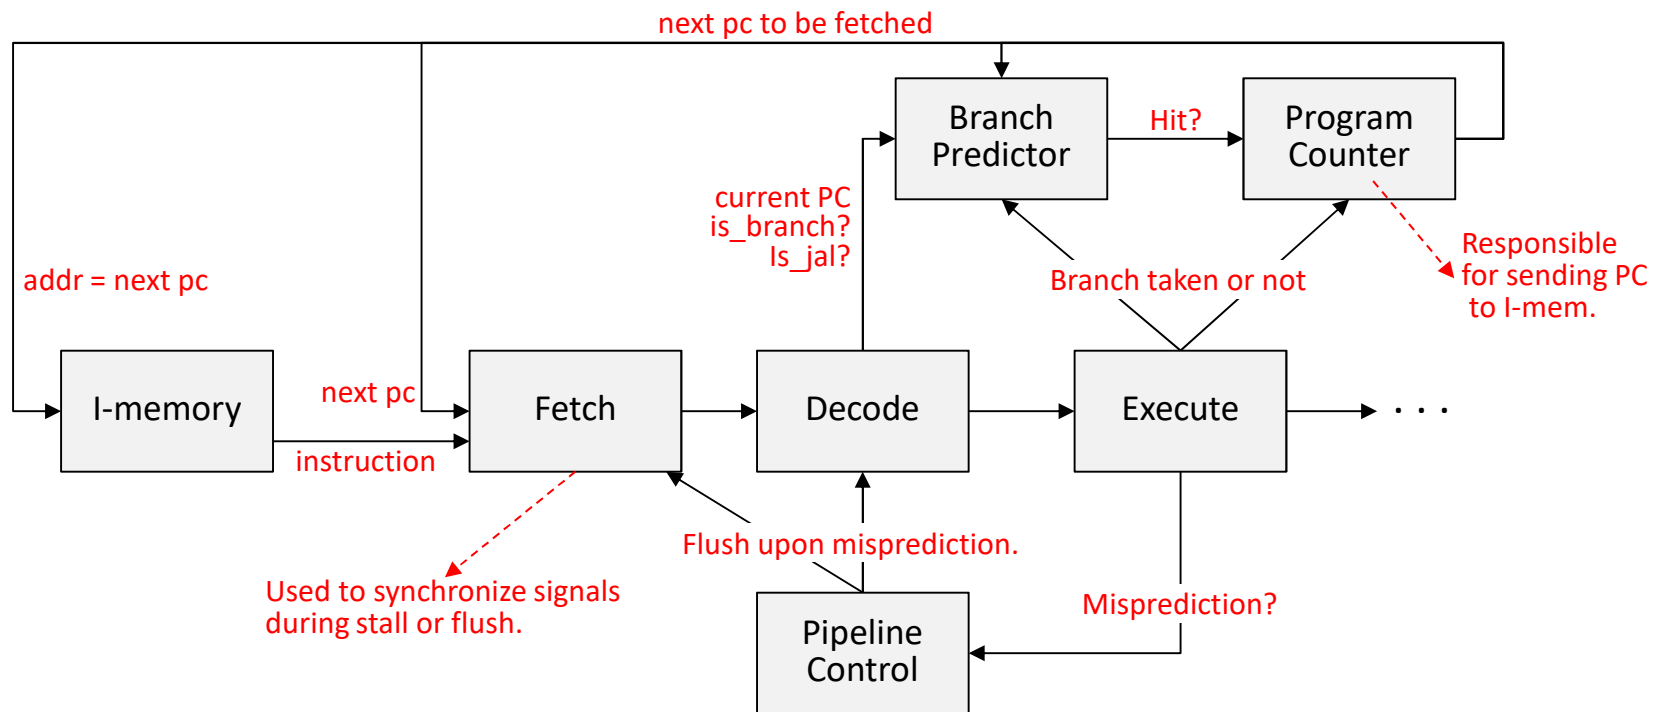 next pc to be fetched
Branch
Predictor
Hit?
Program
Counter
current PC
is_branch?
Is_jal?
Responsible
for sending PC
to I-mem.
addr = next pc
Branch taken or not
I-memory
next pc
instruction
Fetch
Decode
Execute
. . .
Flush upon misprediction.
Used to synchronize signals
during stall or flush.
Misprediction?
Pipeline
Control